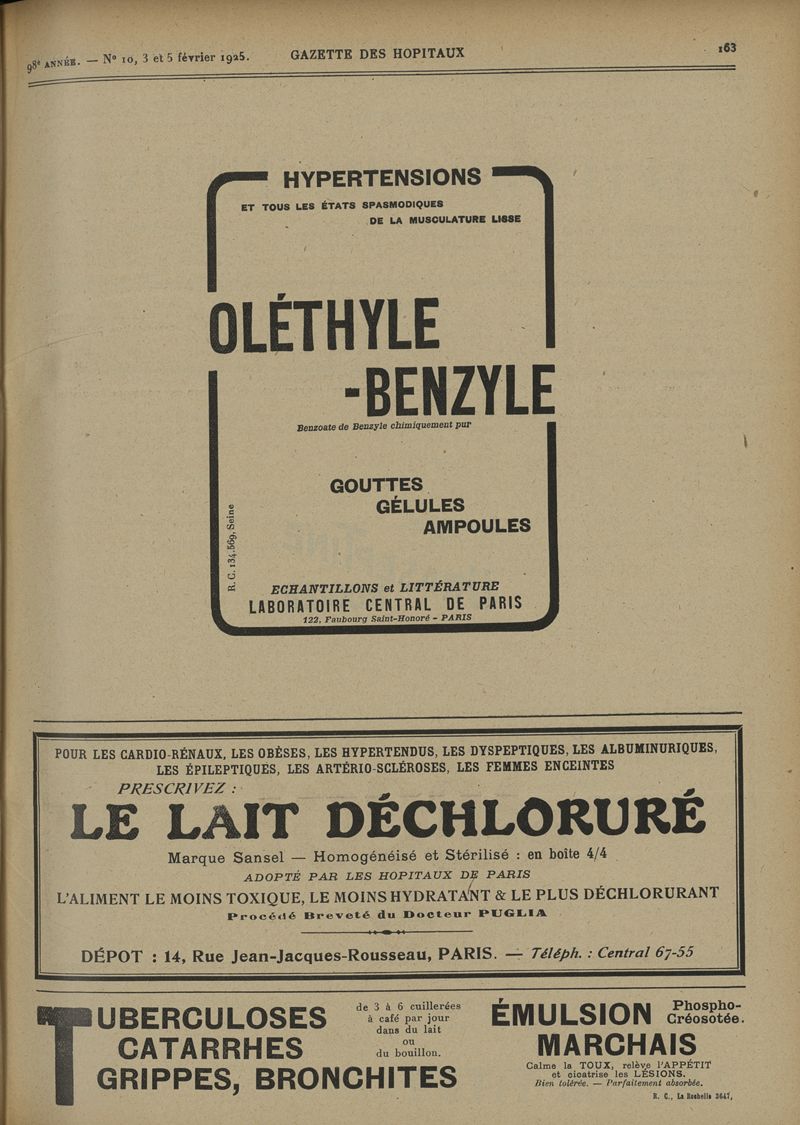 98e ANNÉE. — No 10, 3 et 5 février 1925.
GAZETTE DES HOPITAUX
163
HYPERTENSIONS
ET TOUS LES ÉTATS SPASMODIQUES
DE LA MUSCULATURE LISSE
OLÉTHYLE
-BENZYLE
Benzoate de Benzyle chimiquement pur
GOUTTES
GÉLULES
AMPOULES
R. C. 134.569, Seine
ECHANTILLONS et LITTÉRATURE
LABORATOIRE CENTRAL DE PARIS
122, Faubourg Saint-Honoré - PARIS
POUR LES CARDIO-RÉNAUX, LES OBÈSES, LES HYPERTENDUS, LES DYSPEPTIQUES, LES ALBUMINURIQUES,
LES ÉPILEPTIQUES, LES ARTÉRIO-SCLÉROSES, LES FEMMES ENCEINTES
PRESCRIVEZ :
LE LAIT DÉCHLORURÉ
Marque Sansel — Homogénéisé et Stérilisé : en boîte 4/4
ADOPTÉ PAR LES HOPITAUX DE PARIS
L'ALIMENT LE MOINS TOXIQUE, LE MOINS HYDRATANT & LE PLUS DÉCHLORURANT
Procédé Breveté du Docteur PUGLIA
DÉPOT : 14, Rue Jean-Jacques-Rousseau, PARIS. — Téléph. : Central 67-55
TUBERCULOSES
CATARRHES
GRIPPES, BRONCHITES
de 3 à 6 cuillerées
à café par jour
dans du lait
ou
du bouillon.
ÉMULSION Phospho-
Créosotée.
MARCHAIS
Calme la TOUX, relève l'APPÉTIT
et cicatrise les LÉSIONS.
Bien tolérée. — Parfaitement absorbée.
R. C., La Rochelle 3647,